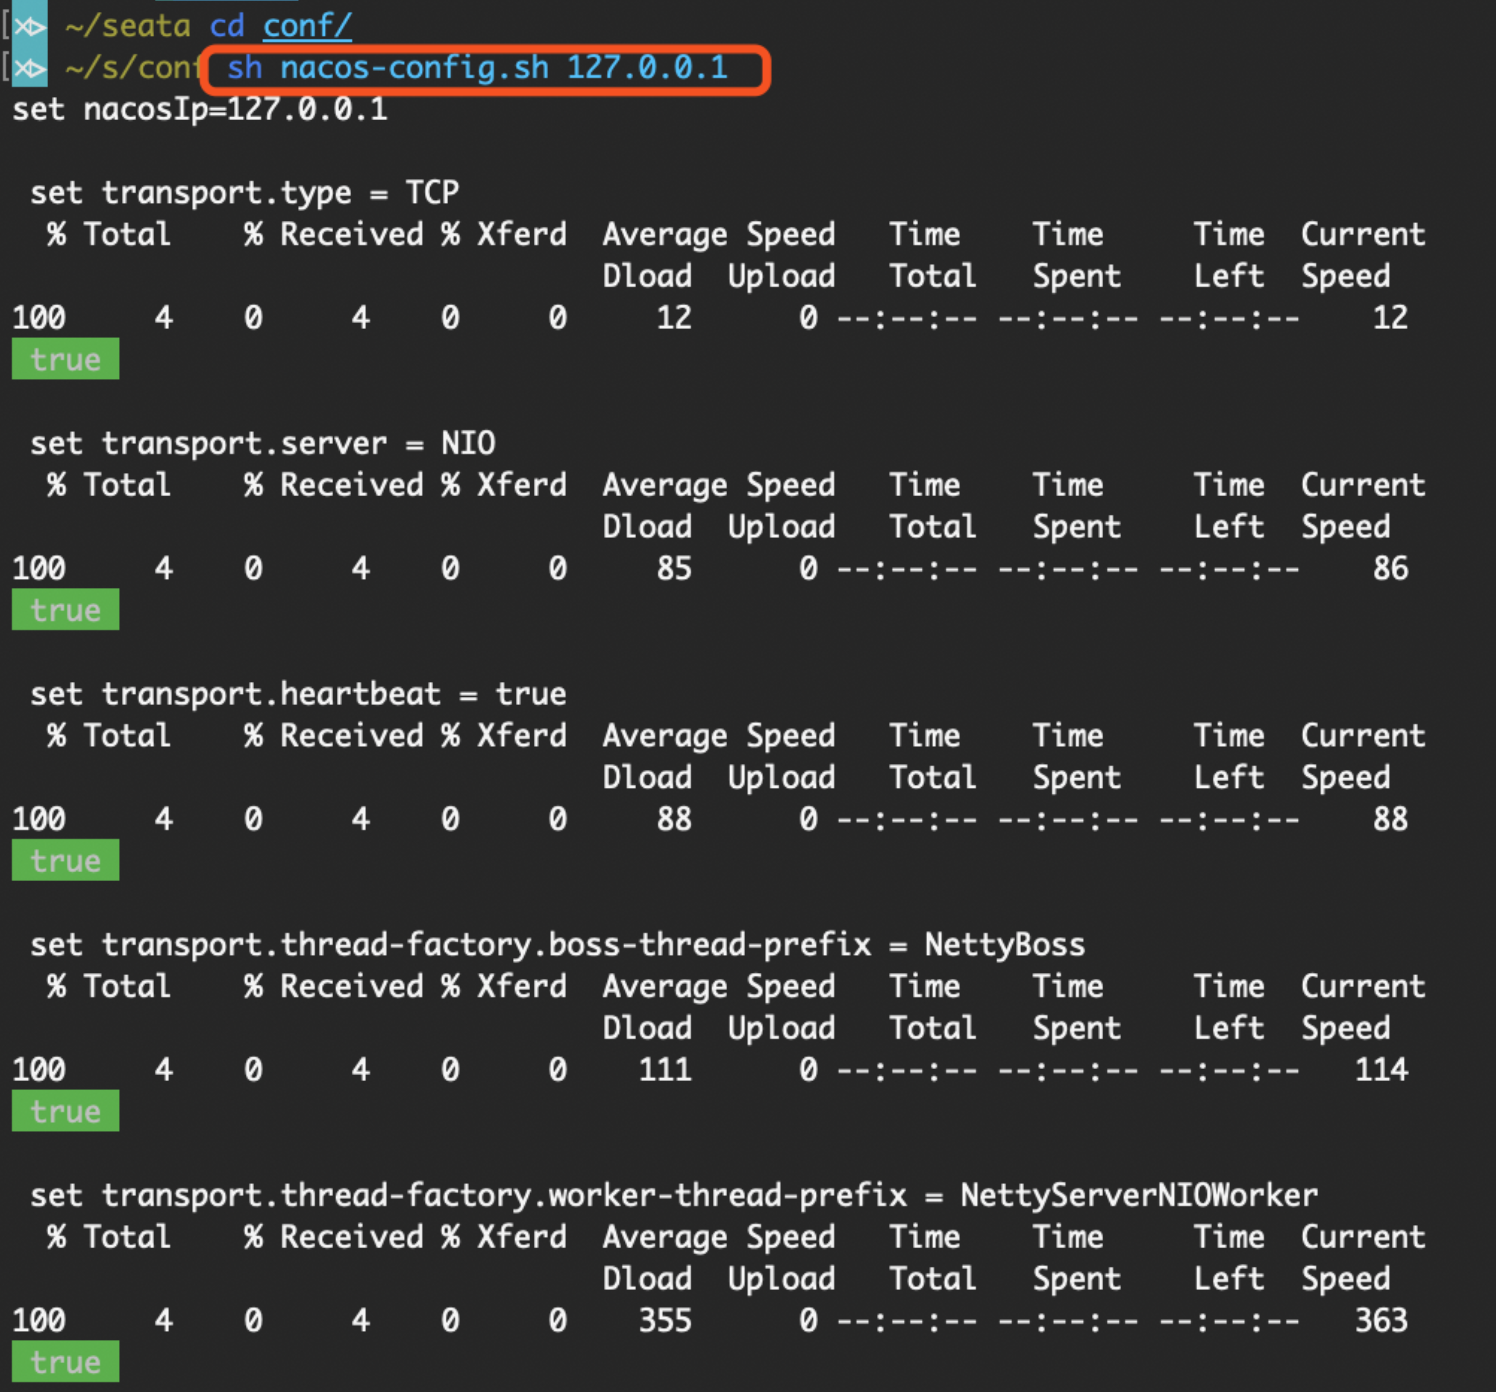 ~/seata cd conf/
~/s/conf sh nacos-config.sh 127.0.0.1
set nacosIp=127.0.0.1
set transport.type = TCP
% Total % Received % Xferd Average Speed Time Time Time Current
Dload Upload Total Spent Left Speed
100 4 0 4 0 0 12 0 --:--:-- --:--:-- --:--:-- 12
true
set transport.server = NIO
% Total % Received % Xferd Average Speed Time Time Time Current
Dload Upload Total Spent Left Speed
100 4 0 4 0 0 85 0 --:--:-- --:--:-- --:--:-- 86
true
set transport.heartbeat = true
% Total % Received % Xferd Average Speed Time Time Time Current
Dload Upload Total Spent Left Speed
100 4 0 4 0 0 88 0 --:--:-- --:--:-- --:--:-- 88
true
set transport.thread-factory.boss-thread-prefix = NettyBoss
% Total % Received % Xferd Average Speed Time Time Time Current
Dload Upload Total Spent Left Speed
100 4 0 4 0 0 111 0 --:--:-- --:--:-- --:--:-- 114
true
set transport.thread-factory.worker-thread-prefix = NettyServerNIOWorker
% Total % Received % Xferd Average Speed Time Time Time Current
Dload Upload Total Spent Left Speed
100 4 0 4 0 0 355 0 --:--:-- --:--:-- --:--:-- 363
true